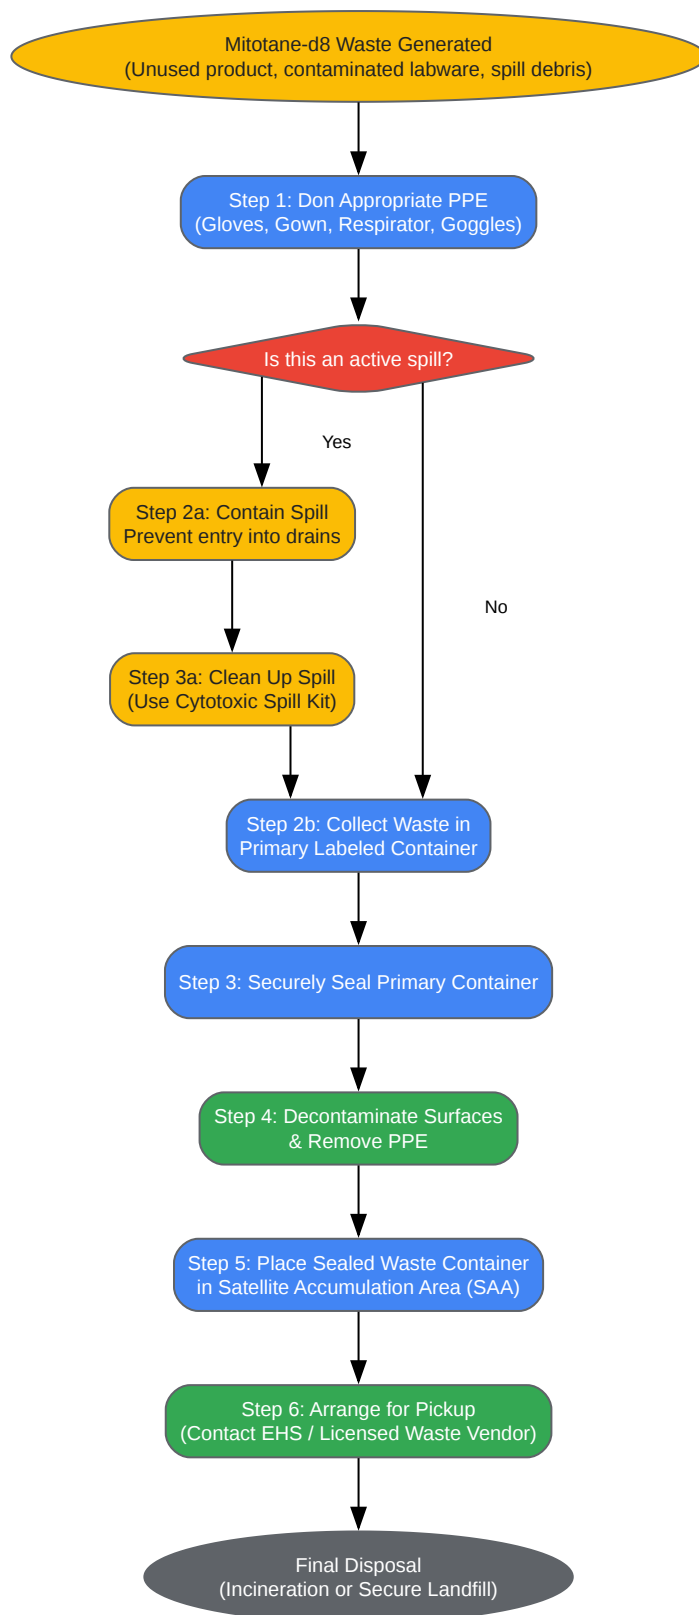 Mitotane-d8 Waste Generated
(Unused product, contaminated labware, spill debris)
Step 1: Don Appropriate PPE
(Gloves, Gown, Respirator, Goggles)
Is this an active spill?
Yes
Step 2a: Contain Spill
Prevent entry into drains
No
Step 3a: Clean Up Spill
(Use Cytotoxic Spill Kit)
Step 2b: Collect Waste in
Primary Labeled Container
Step 3: Securely Seal Primary Container
Step 4: Decontaminate Surfaces
& Remove PPE
Step 5: Place Sealed Waste Container
in Satellite Accumulation Area (SAA)
Step 6: Arrange for Pickup
(Contact EHS / Licensed Waste Vendor)
Final Disposal
(Incineration or Secure Landfill)